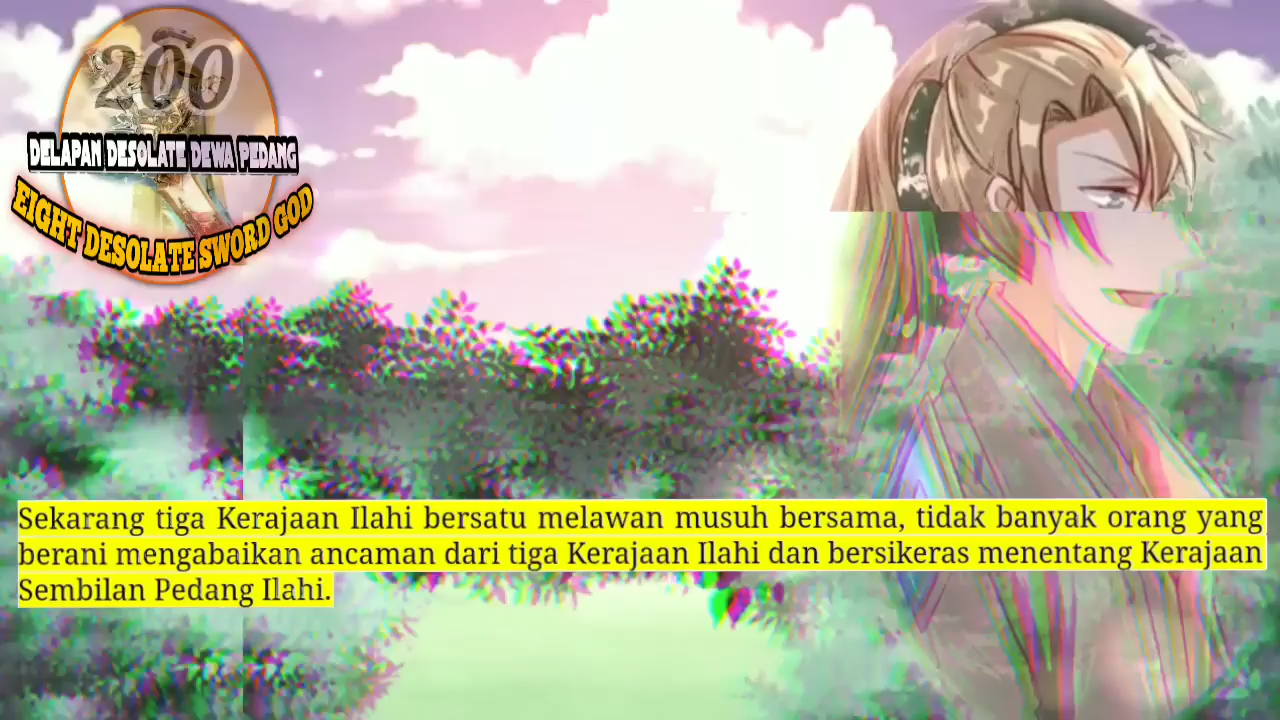 200
DELAPAN DESOLATE DEWA PEDANG
EIGHT DESOLATE SWORD GOD
Sekarang tiga Kerajaan Ilahi bersatu melawan musuh bersama, tidak banyak orang yang
berani mengabaikan ancaman dari tiga Kerajaan Ilahi dan bersikeras menentang Kerajaan
Sembilan Pedang Ilahi.